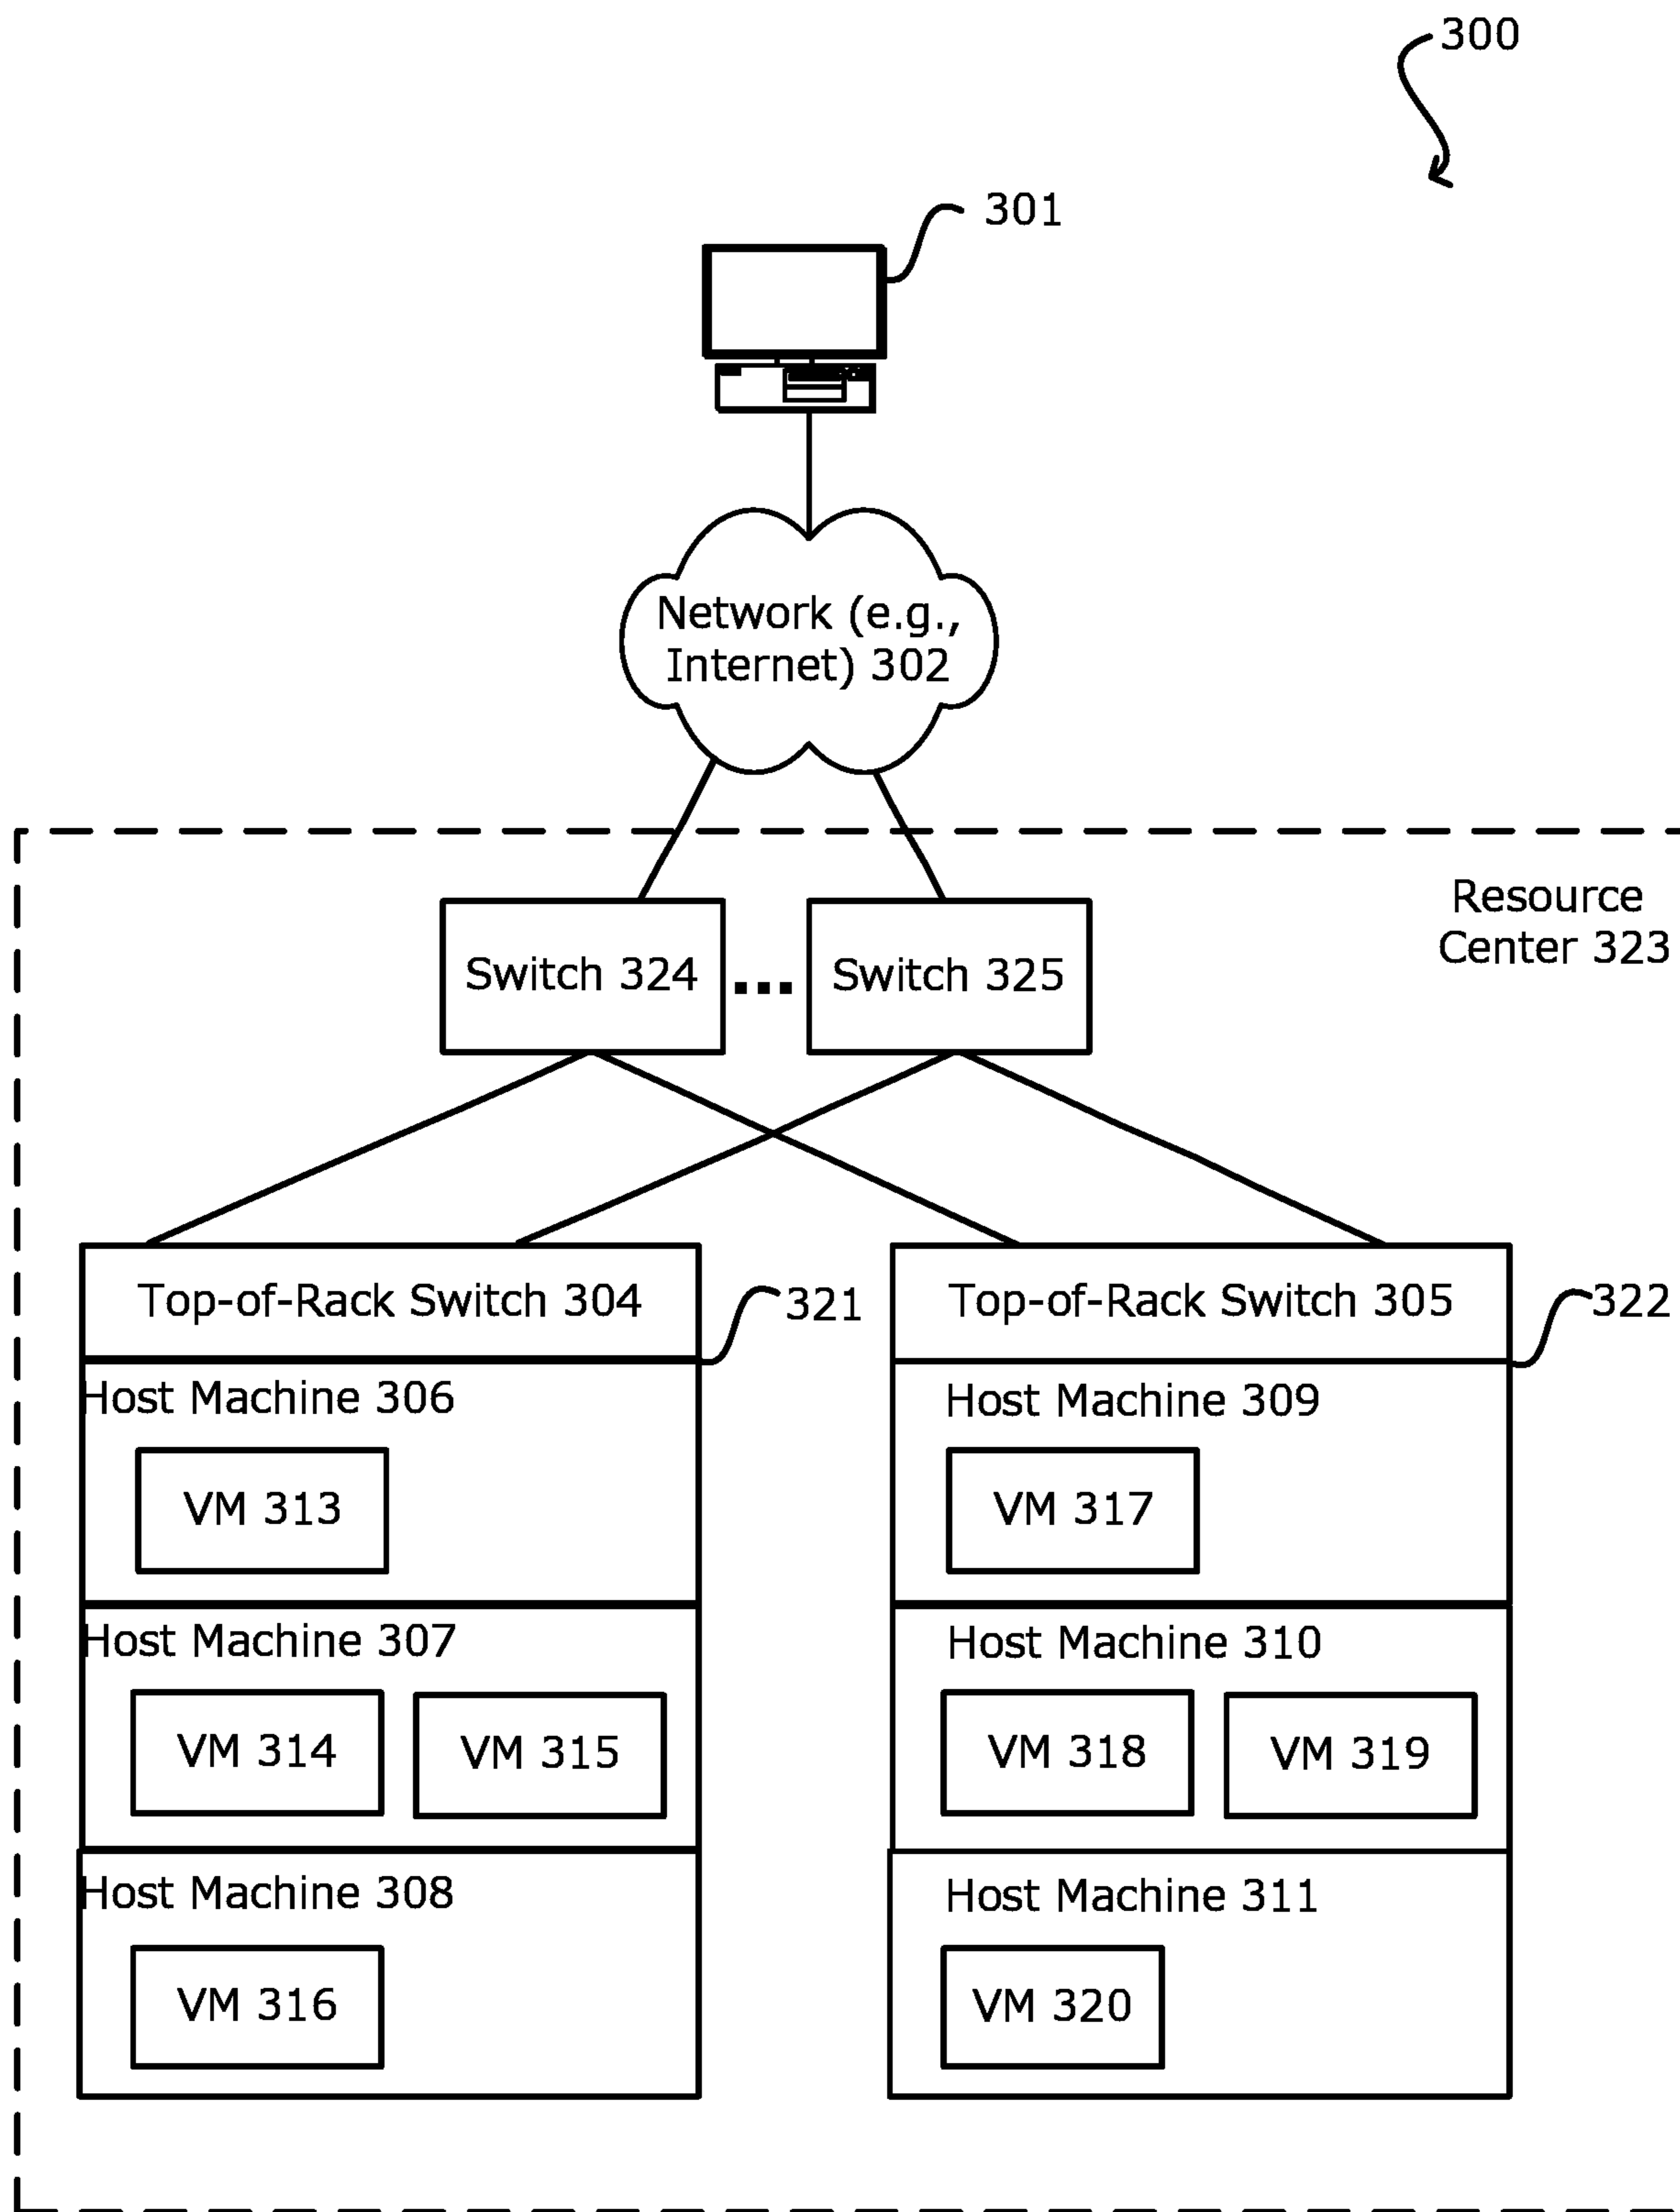 300
301
Network (e.g.,
Internet) 302
Resource
Center 323
Switch 324
...
Switch 325
Top-of-Rack Switch 304
321
Top-of-Rack Switch 305
322
Host Machine 306
Host Machine 309
VM 313
VM 317
Host Machine 307
Host Machine 310
VM 314
VM 315
VM 318
VM 319
Host Machine 308
Host Machine 311
VM 316
VM 320